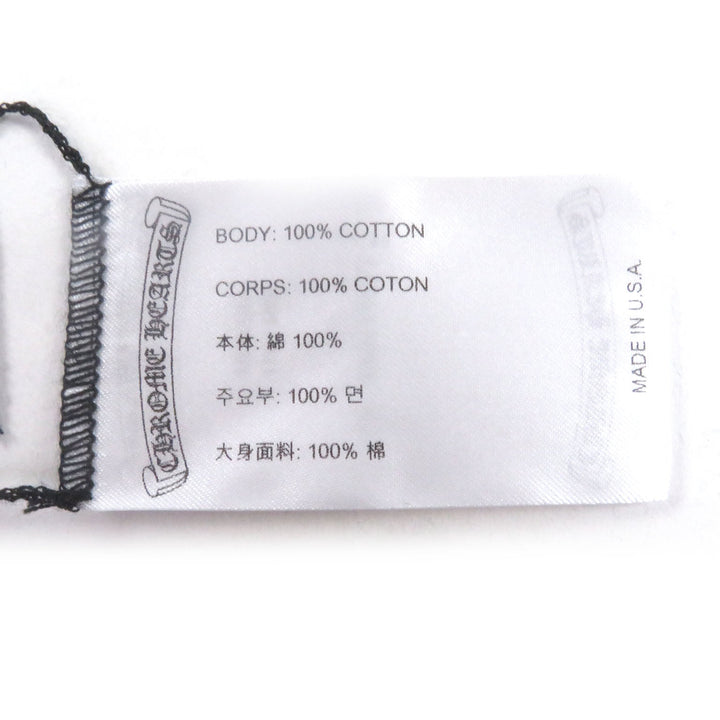 CHROME HEARTS
BODY: 100% COTTON
CORPS: 100% COTON
本体: 綿 100%
주요부: 100% 면
大身面料: 100% 棉
MADE IN U.S.A.